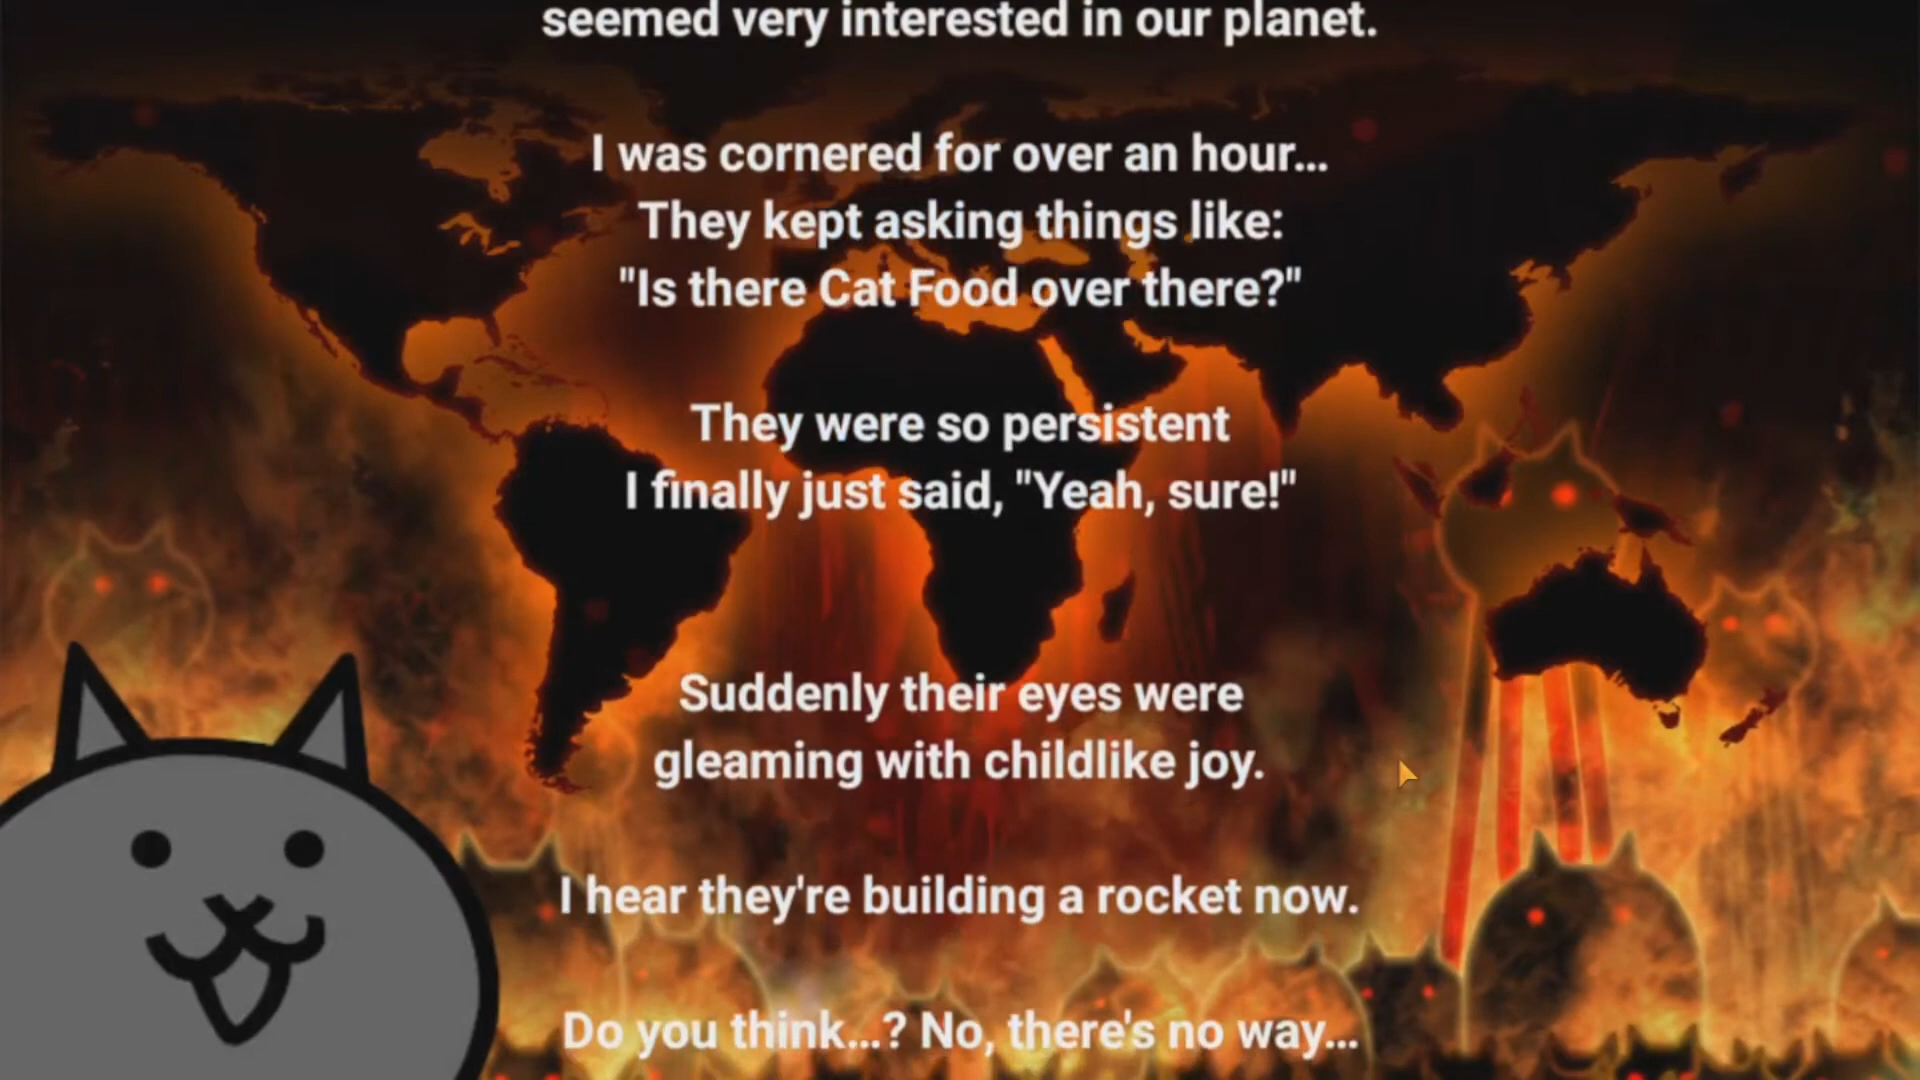 seemed very interested in our planet.
I was cornered for over an hour...
They kept asking things like:
"Is there Cat Food over there?"
They were so persistent
I finally just said, "Yeah, sure!"
Suddenly their eyes were
gleaming with childlike joy.
I hear they're building a rocket now.
Do you think...? No, there's no way...